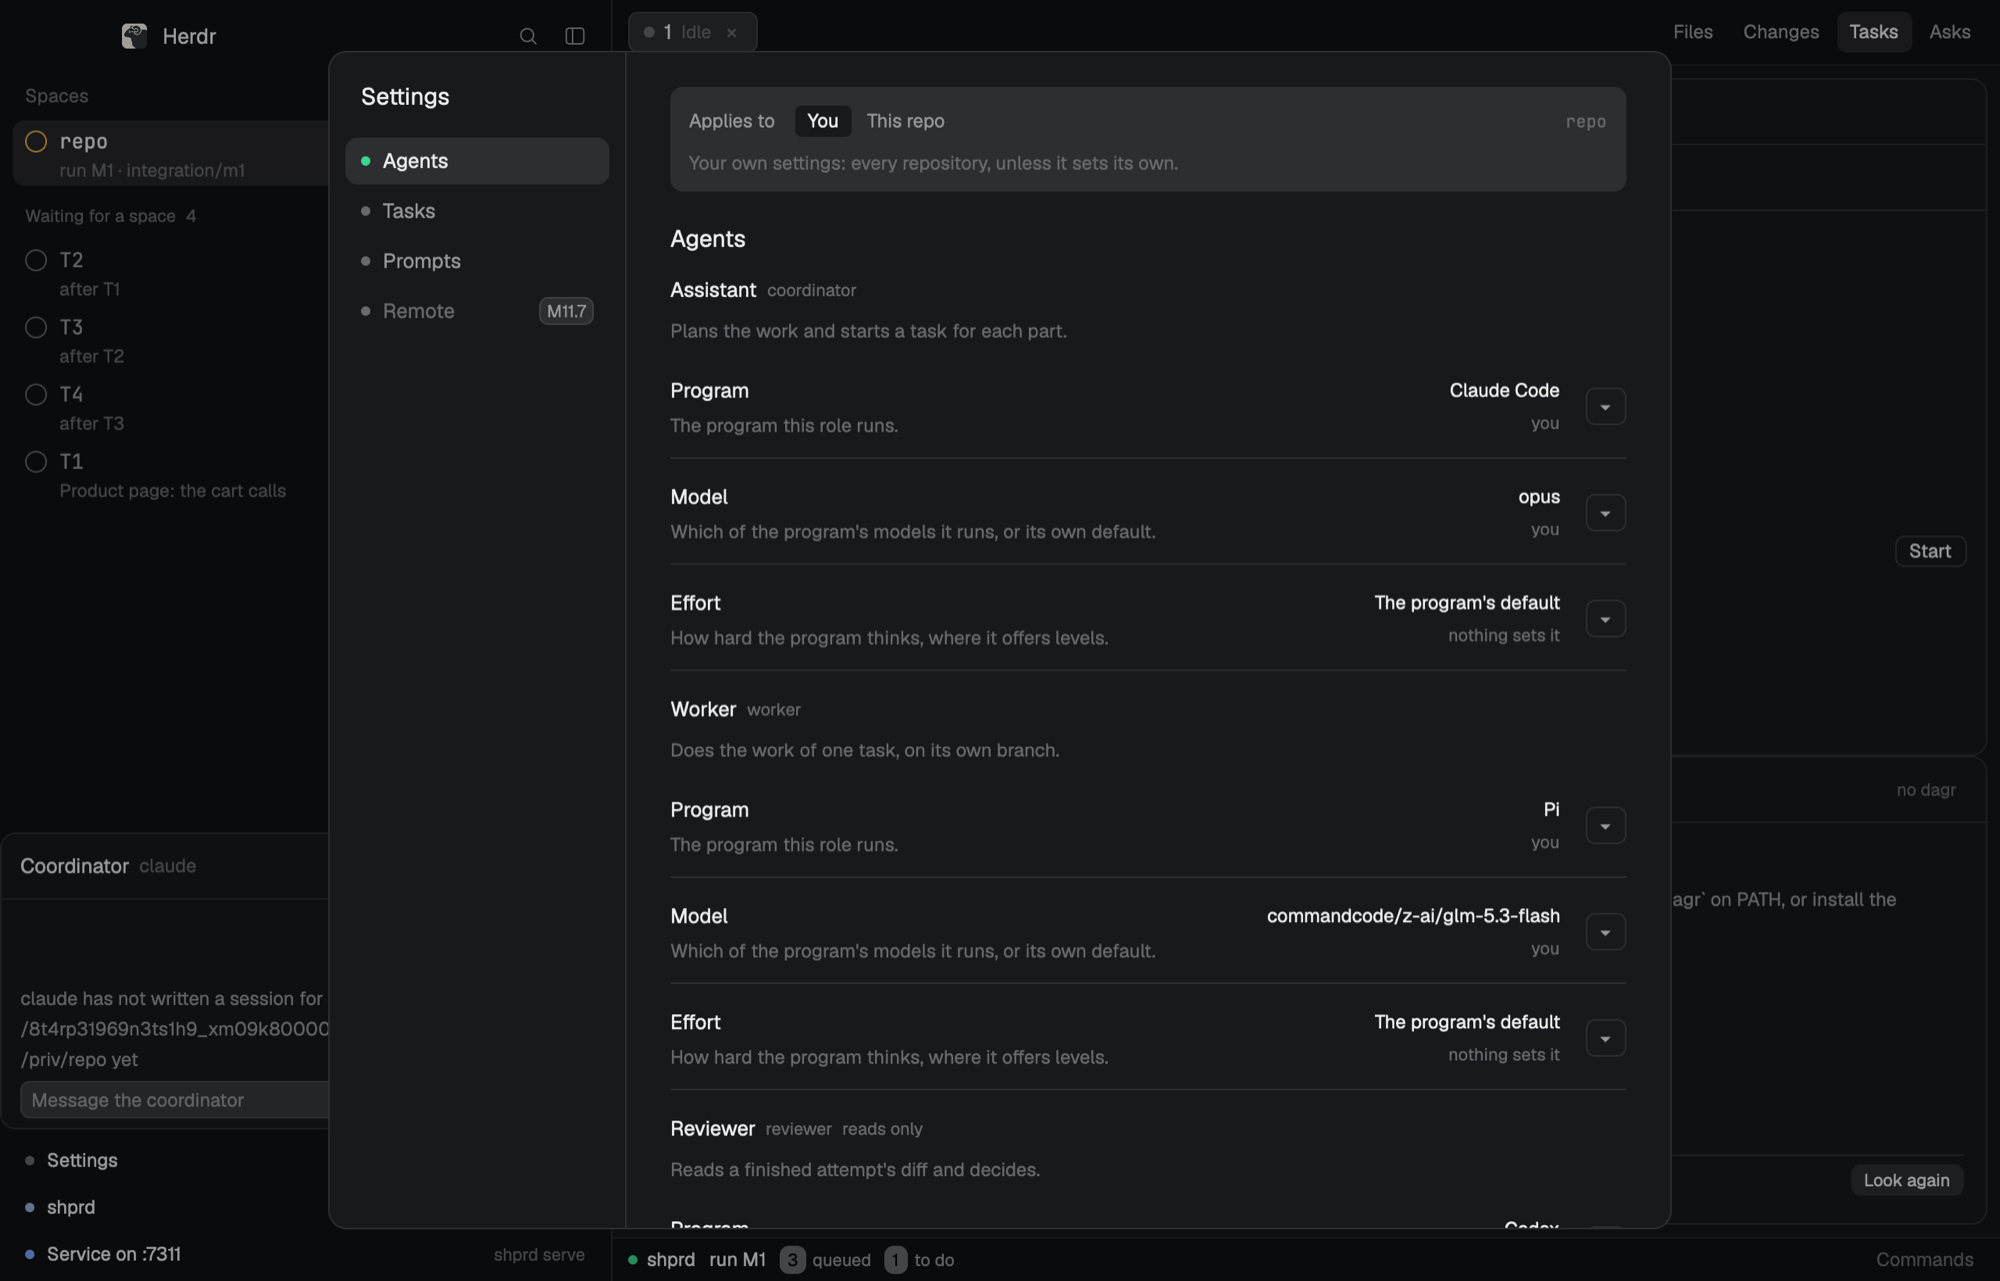 Herdr
1 Idle ×
Files Changes Tasks Asks
Spaces
repo
run M1 · integration/m1
Waiting for a space 4
T2
after T1
T3
after T2
T4
after T3
T1
Product page: the cart calls
Coordinator claude
claude has not written a session for
/8t4rp31969n3ts1h9_xm09k80000
/priv/repo yet
Message the coordinator
Settings
shprd
Service on :7311 shprd serve
Settings
Agents
Tasks
Prompts
Remote M11.7
Applies to You This repo repo
Your own settings: every repository, unless it sets its own.
Agents
Assistant coordinator
Plans the work and starts a task for each part.
Program Claude Code
The program this role runs. you
Model opus
Which of the program's models it runs, or its own default. you
Effort The program's default
How hard the program thinks, where it offers levels. nothing sets it
Worker worker
Does the work of one task, on its own branch.
Program Pi
The program this role runs. you
Model commandcode/z-ai/glm-5.3-flash
Which of the program's models it runs, or its own default. you
Effort The program's default
How hard the program thinks, where it offers levels. nothing sets it
Reviewer reviewer reads only
Reads a finished attempt's diff and decides.
Program Codex
Start
no dagr
agr` on PATH, or install the
Look again
shprd run M1 3 queued 1 to do
Commands